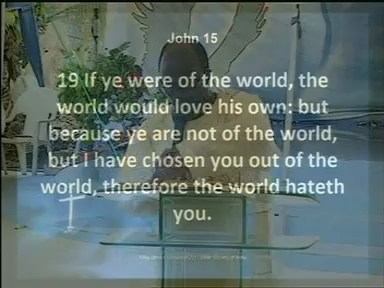 John 15
19 If ye were of the world, the
world would love his own: but
because ye are not of the world,
but I have chosen you out of the
world, therefore the world hateth
you.